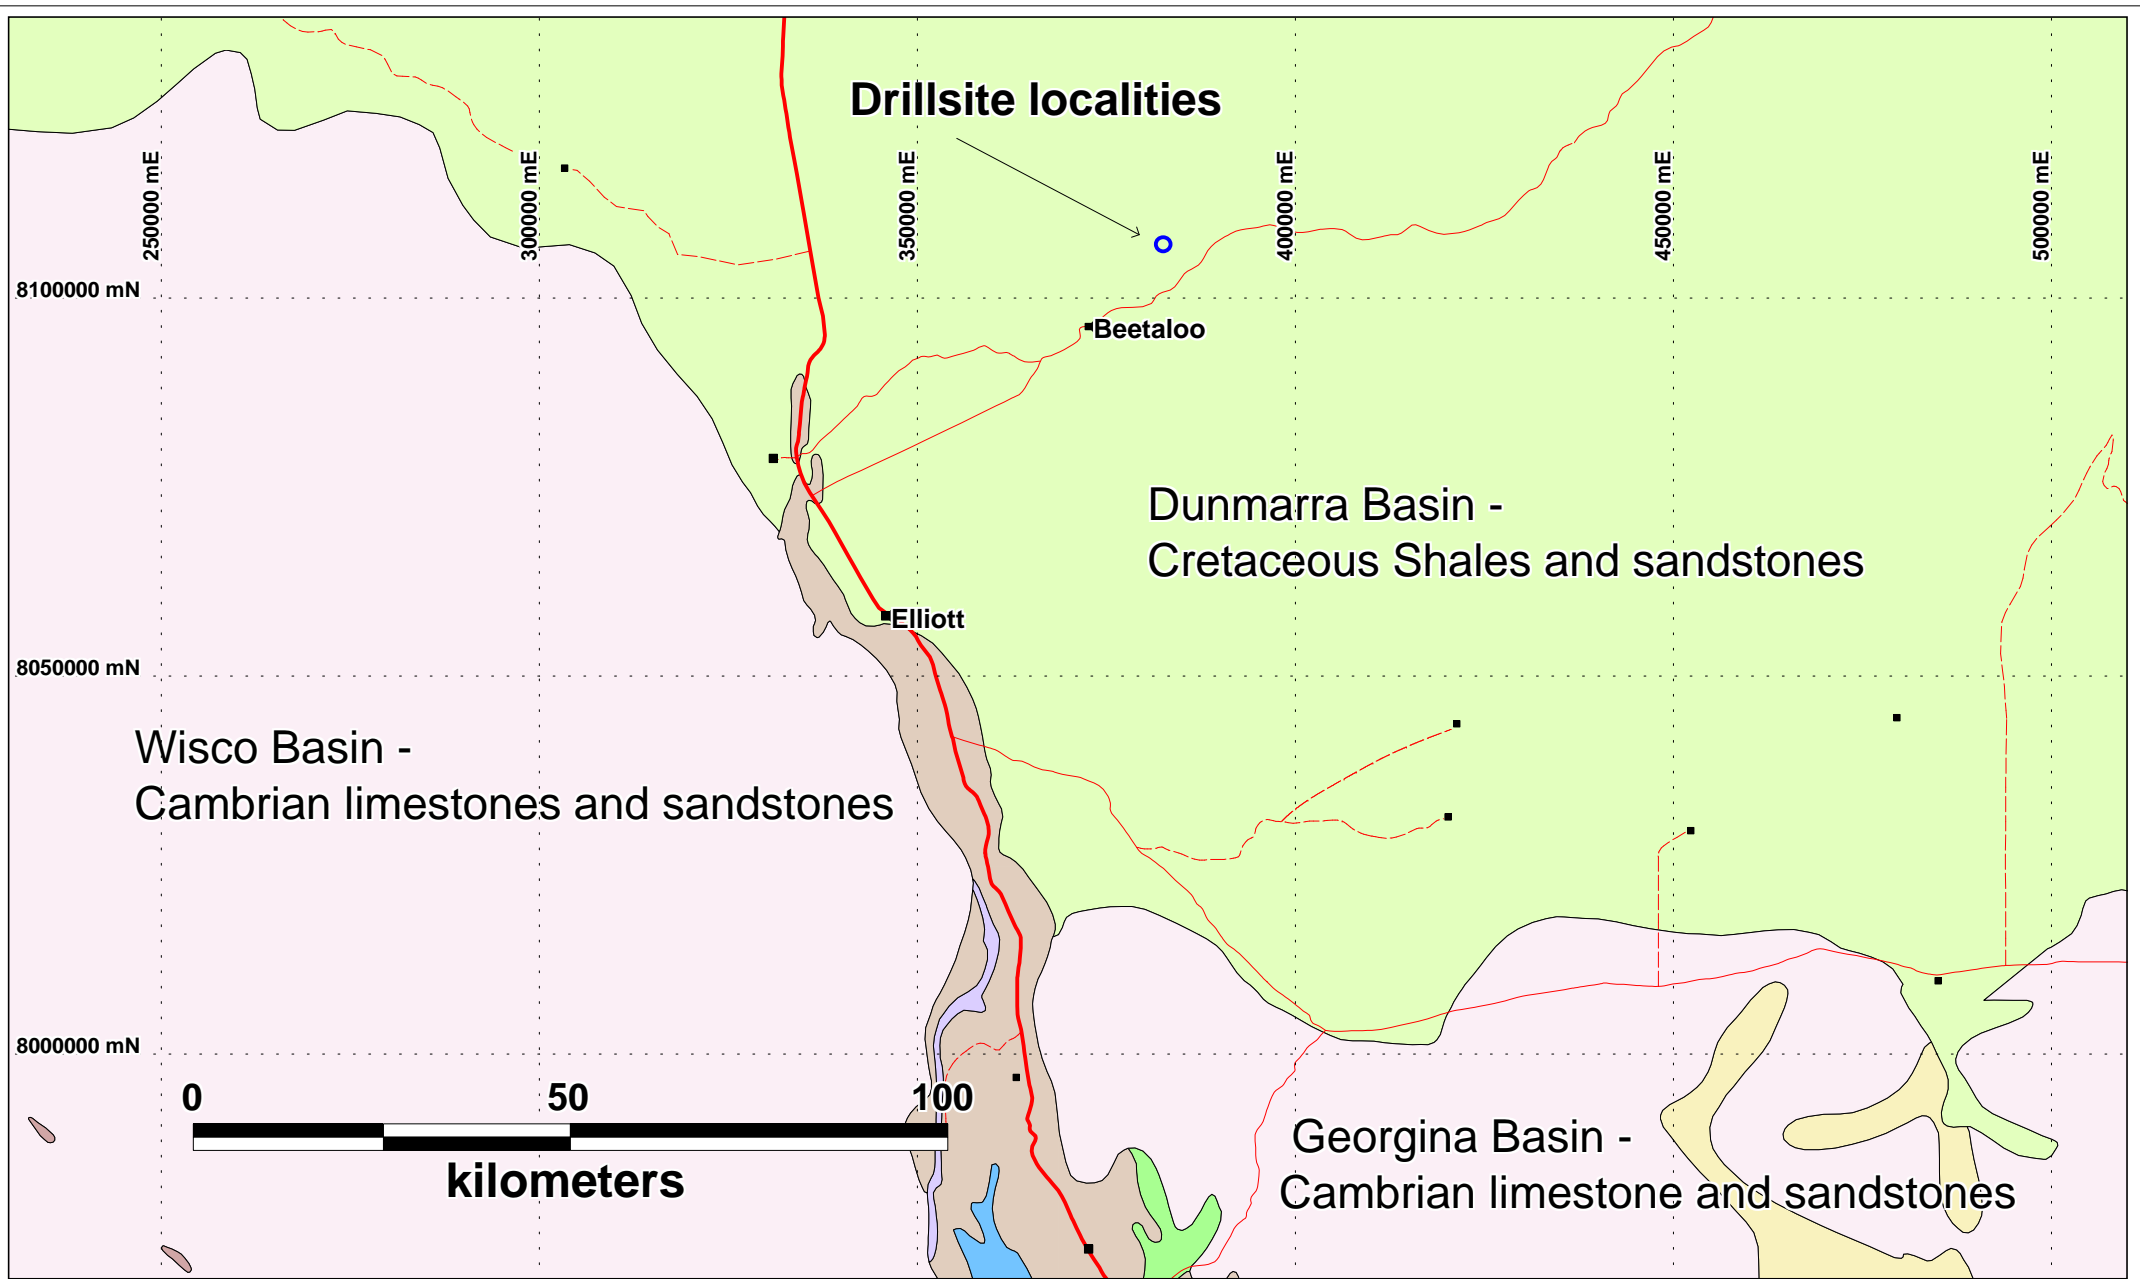 Drillsite localities
250000 mE
300000 mE
350000 mE
400000 mE
450000 mE
500000 mE
8100000 mN
Beetaloo
Dunmarra Basin -
Cretaceous Shales and sandstones
Elliott
8050000 mN
Wisco Basin -
Cambrian limestones and sandstones
8000000 mN
0 50 100
kilometers
Georgina Basin -
Cambrian limestone and sandstones